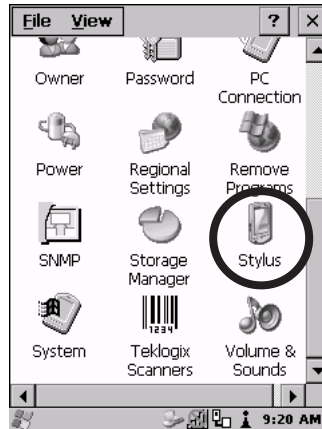 File View ? ×
Owner Password PC
Connection
Power Regional Remove
Settings Programs
SNMP Storage Stylus
Manager
1234
System Teklogix Volume &
Scanners Sounds
9:20 AM